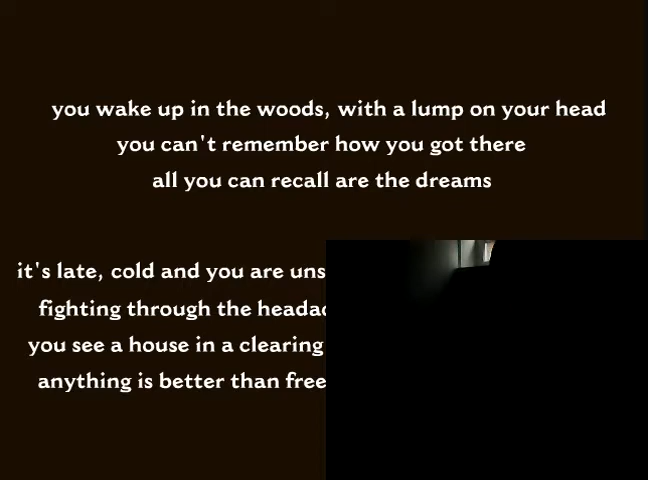 you wake up in the woods, with a lump on your head
you can't remember how you got there
all you can recall are the dreams
it's late, cold and you are uns
fighting through the headac
you see a house in a clearing
anything is better than free